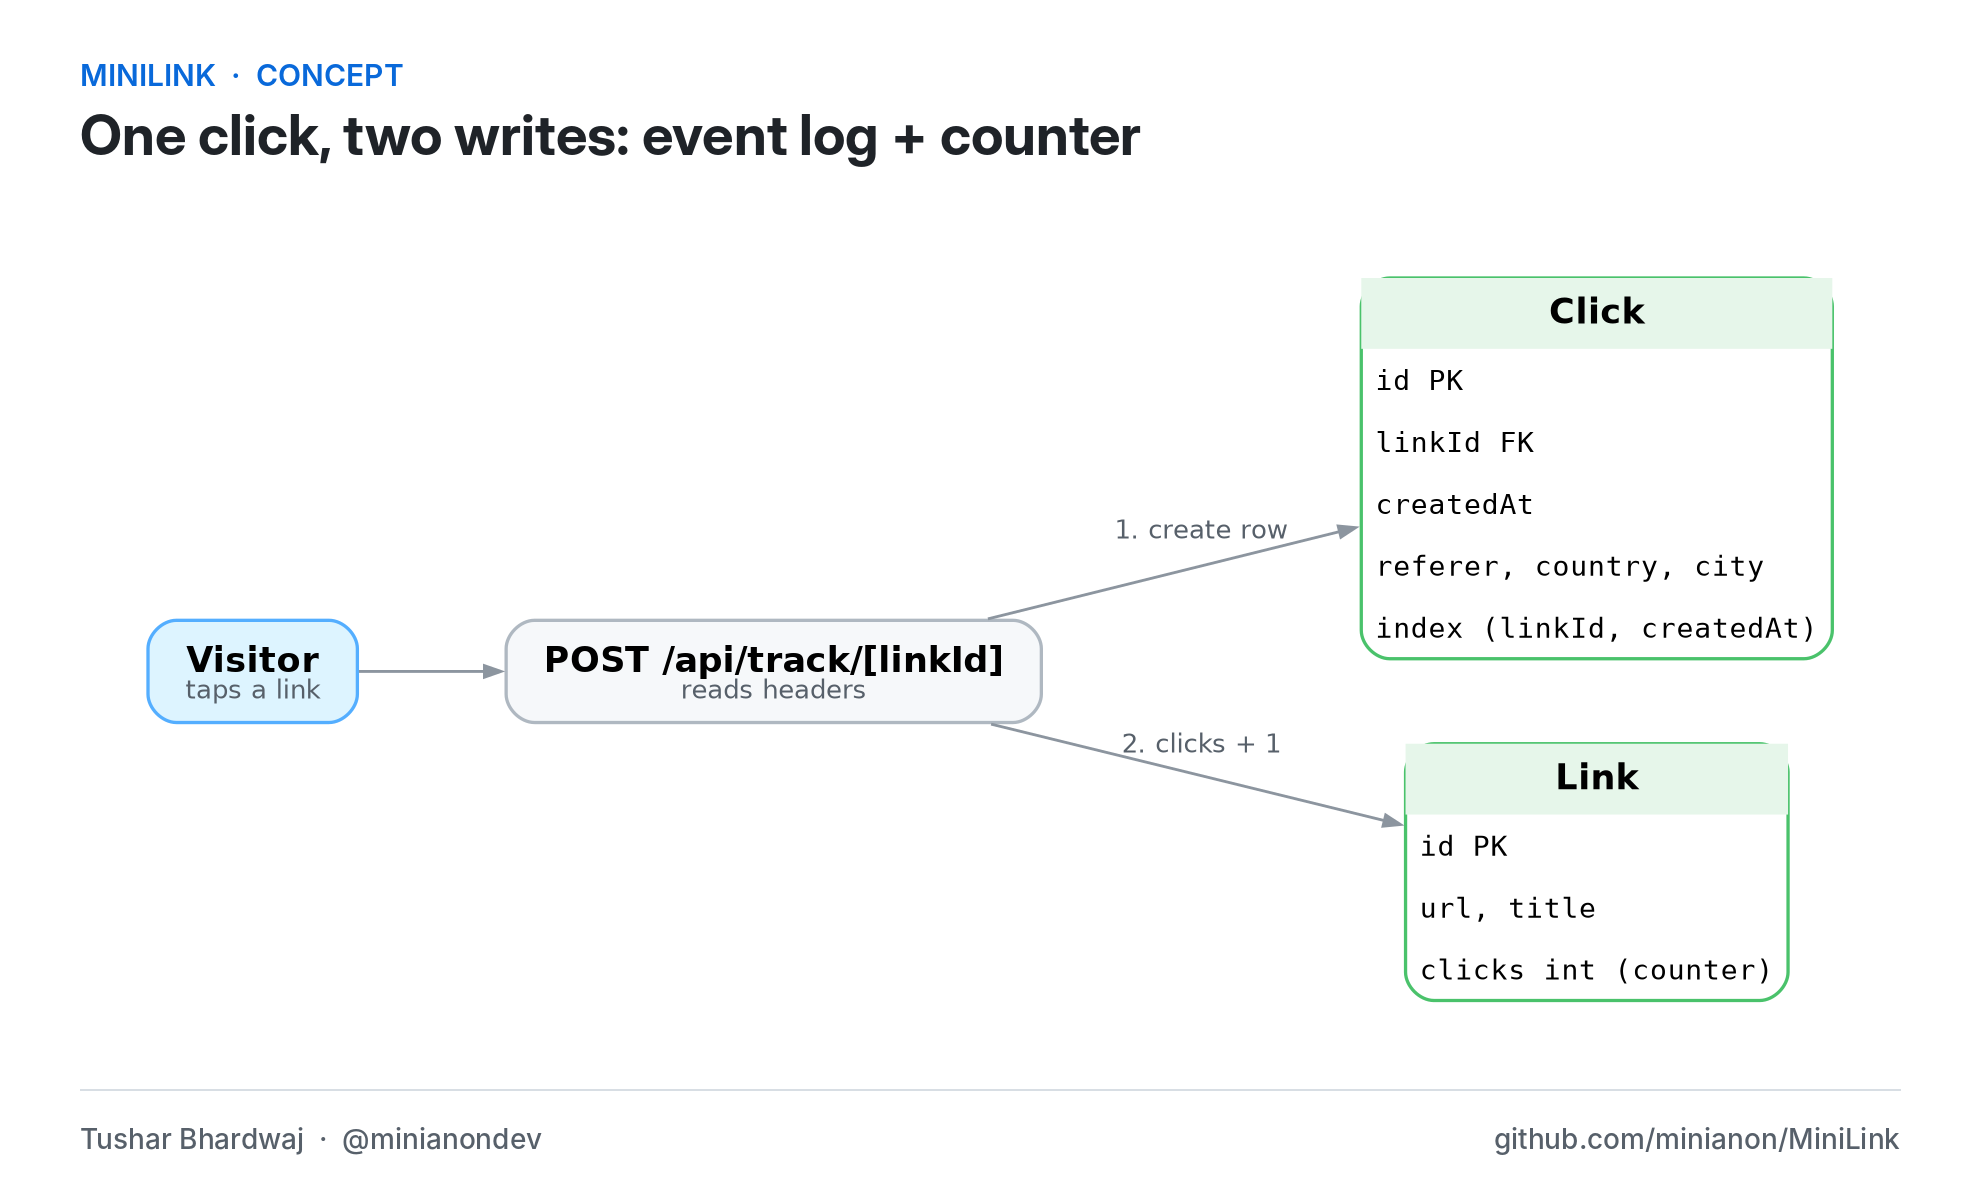 MINILINK · CONCEPT
One click, two writes: event log + counter
Visitor
taps a link
POST /api/track/[linkId]
reads headers
1. create row
2. clicks + 1
Click
id PK
linkId FK
createdAt
referer, country, city
index (linkId, createdAt)
Link
id PK
url, title
clicks int (counter)
Tushar Bhardwaj · @minianondev
github.com/minianon/MiniLink